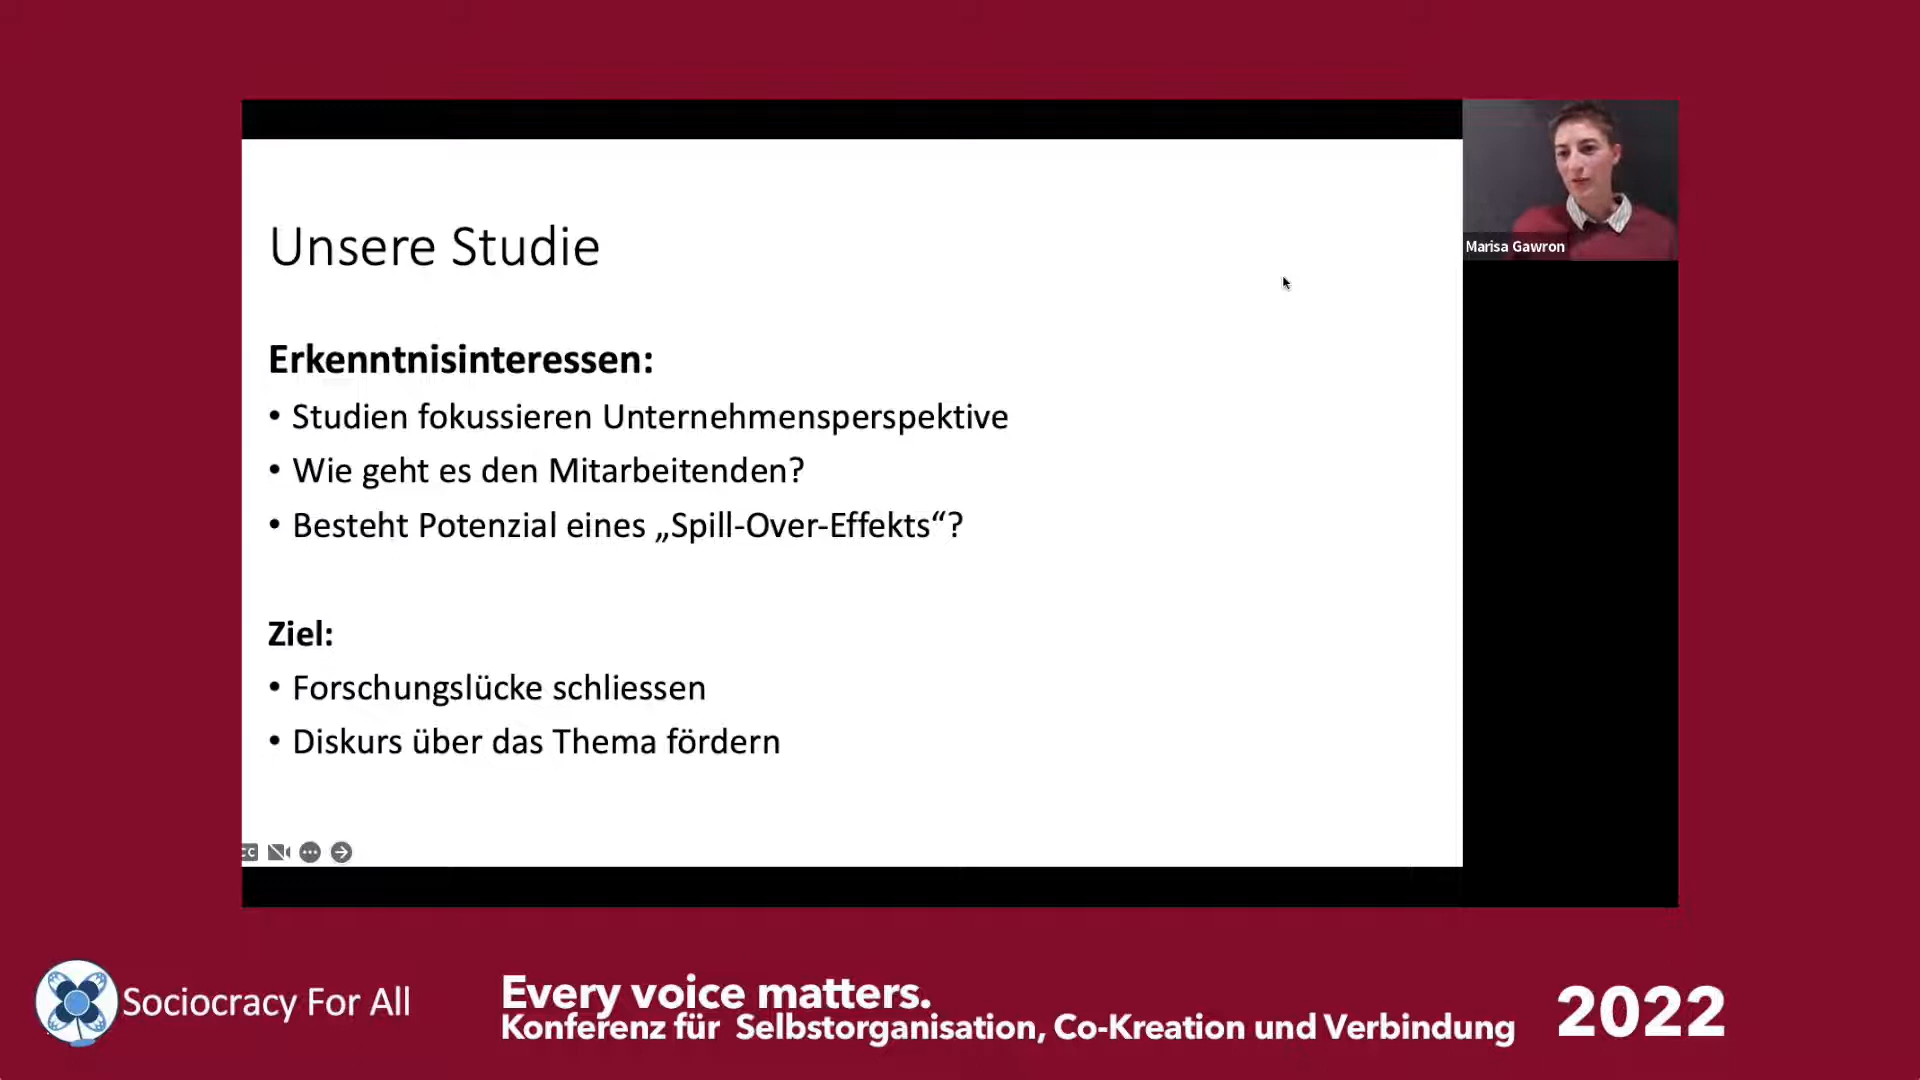 Unsere Studie
Marisa Gawron
Erkenntnisinteressen:
• Studien fokussieren Unternehmensperspektive
• Wie geht es den Mitarbeitenden?
• Besteht Potenzial eines „Spill-Over-Effekts“?
Ziel:
• Forschungslücke schliessen
• Diskurs über das Thema fördern
CC
Sociocracy For All
Every voice matters.
Konferenz für Selbstorganisation, Co-Kreation und Verbindung
2022